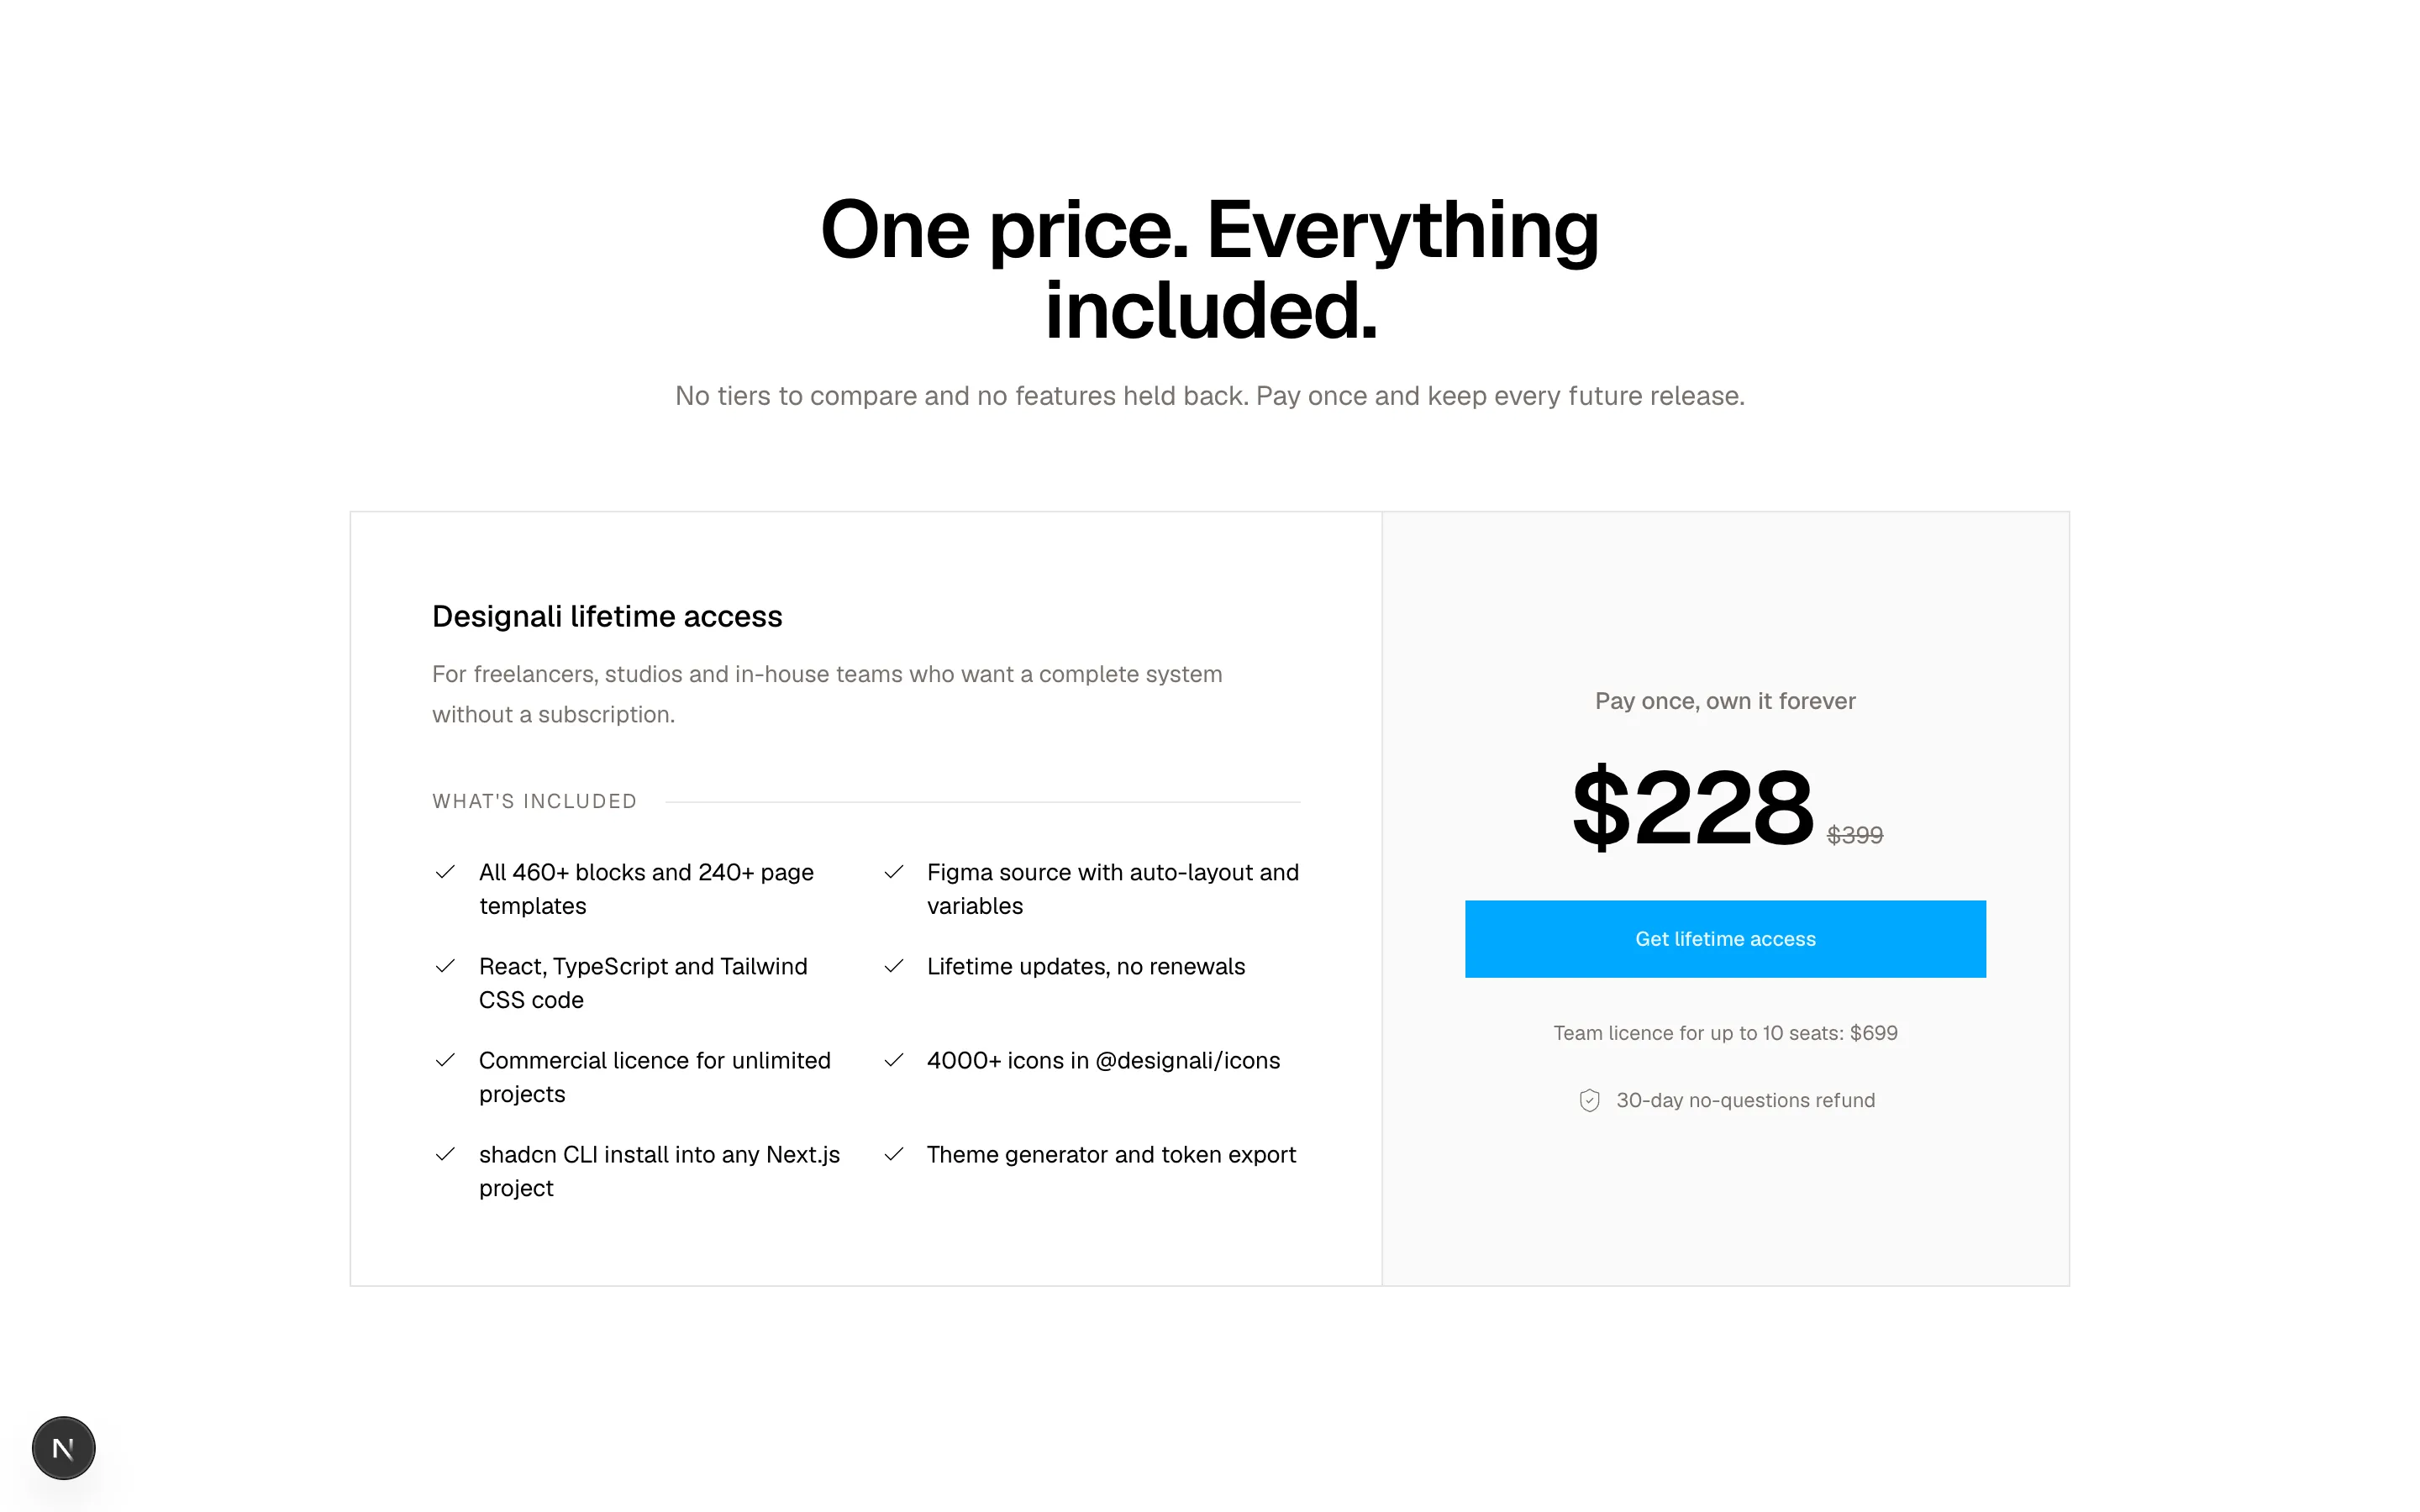 One price. Everything
included.
No tiers to compare and no features held back. Pay once and keep every future release.
Designali lifetime access
For freelancers, studios and in-house teams who want a complete system
without a subscription.
WHAT'S INCLUDED
All 460+ blocks and 240+ page
templates
Figma source with auto-layout and
variables
React, TypeScript and Tailwind
CSS code
Lifetime updates, no renewals
Commercial licence for unlimited
projects
4000+ icons in @designali/icons
shadcn CLI install into any Next.js
project
Theme generator and token export
Pay once, own it forever
$228 $399
Get lifetime access
Team licence for up to 10 seats: $699
30-day no-questions refund
N